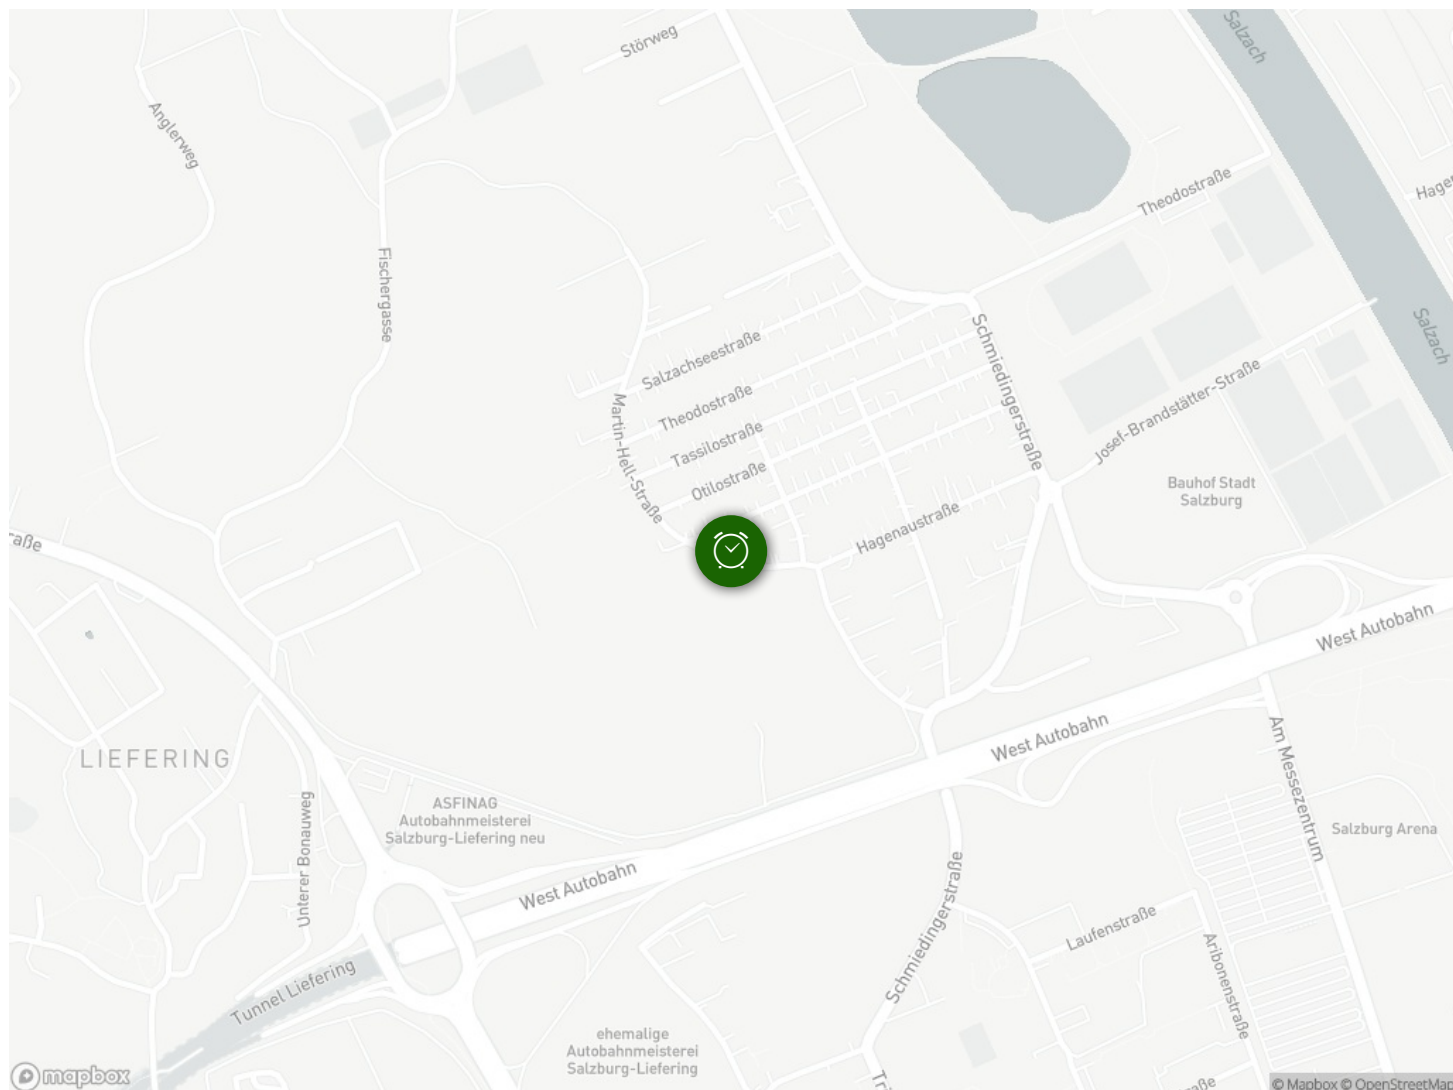 Störweg
Salzach
Anglerweg
Theodostraße
Fischergasse
Salzach
Schmiedingerstraße
Salzachseestraße
Theodostraße
Josef-Brandstätter-Straße
Martin-Hell-Straße
Tassilostraße
Otilostraße
Bauhof Stadt
Salzburg
Hagenaustraße
raße
West Autobahn
West Autobahn
LIEFERING
Am Messezentrum
ASFINAG
Autobahnmeisterei
Salzburg-Liefering neu
Unterer Bonauweg
Salzburg Arena
West Autobahn
Schmiedingerstraße
Laufenstraße
Aribonenstraße
Tunnel Liefering
ehemalige
Autobahnmeisterei
Salzburg-Liefering
mapbox
© Mapbox © OpenStreetMap